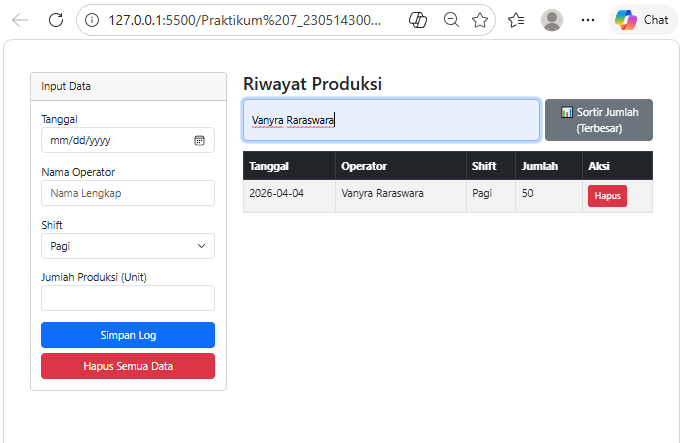 127.0.0.1:5500/Praktikum%207_230514300...
Chat
Input Data
Tanggal
mm/dd/yyyy
Nama Operator
Nama Lengkap
Shift
Pagi
Jumlah Produksi (Unit)
Simpan Log
Hapus Semua Data
Riwayat Produksi
Vanyra Raraswara
Sortir Jumlah
(Terbesar)
Tanggal Operator Shift Jumlah Aksi
2026-04-04 Vanyra Raraswara Pagi 50 Hapus